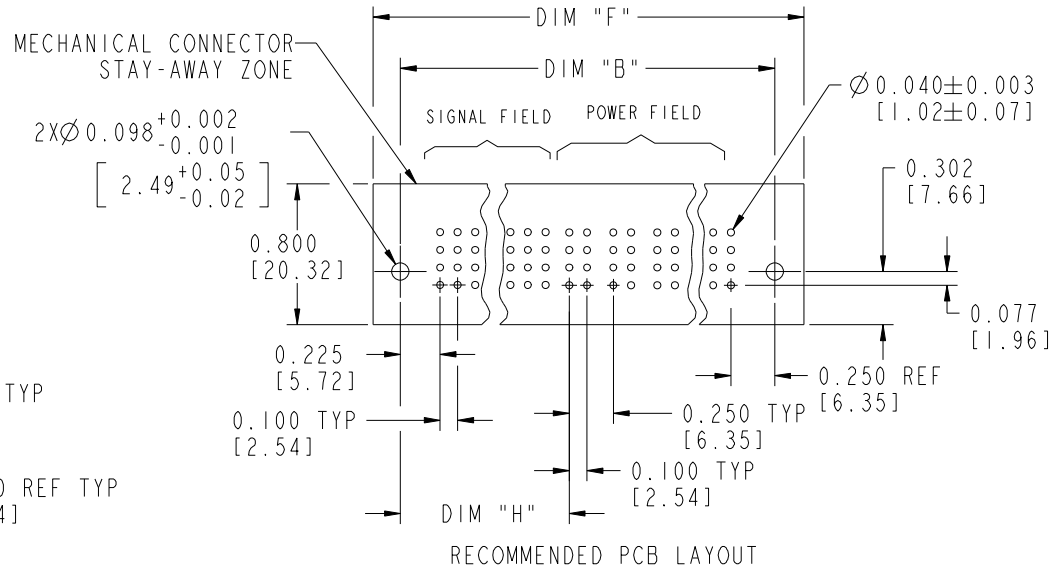 DIM "F"
MECHANICAL CONNECTOR
STAY-AWAY ZONE
DIM "B"
Ø0.040±0.003
[1.02±0.07]
SIGNAL FIELD
POWER FIELD
2XØ0.098 +0.002
-0.001
[2.49 +0.05
-0.02]
0.302
[7.66]
0.800
[20.32]
0.077
[1.96]
0.225
[5.72]
0.250 REF
[6.35]
TYP
0.100 TYP
[2.54]
0.250 TYP
[6.35]
0.100 TYP
[2.54]
REF TYP
4]
DIM "H"
RECOMMENDED PCB LAYOUT